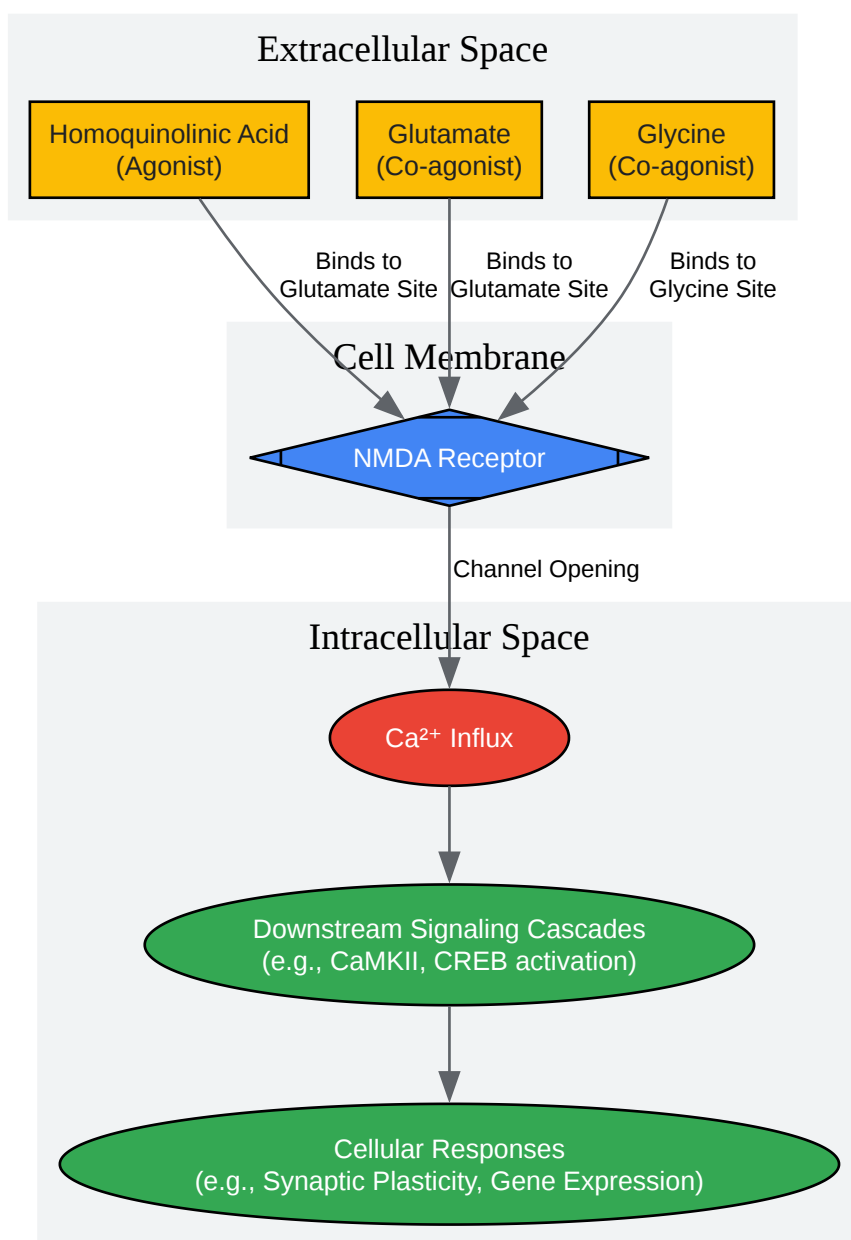 Extracellular Space
Homoquinolinic Acid
(Agonist)
Glutamate
(Co-agonist)
Glycine
(Co-agonist)
Binds to
Glutamate Site
Binds to
Glutamate Site
Binds to
Glycine Site
Cell Membrane
NMDA Receptor
Channel Opening
Intracellular Space
Ca²⁺ Influx
Downstream Signaling Cascades
(e.g., CaMKII, CREB activation)
Cellular Responses
(e.g., Synaptic Plasticity, Gene Expression)